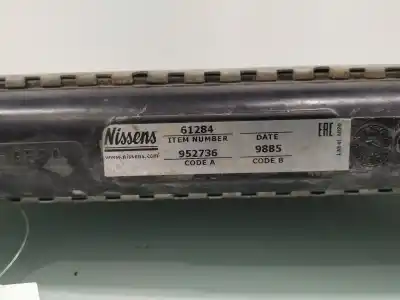 Nissens
www.nissens.com
61284
ITEM NUMBER
DATE
952736
9885
CODE A
CODE B
EAC